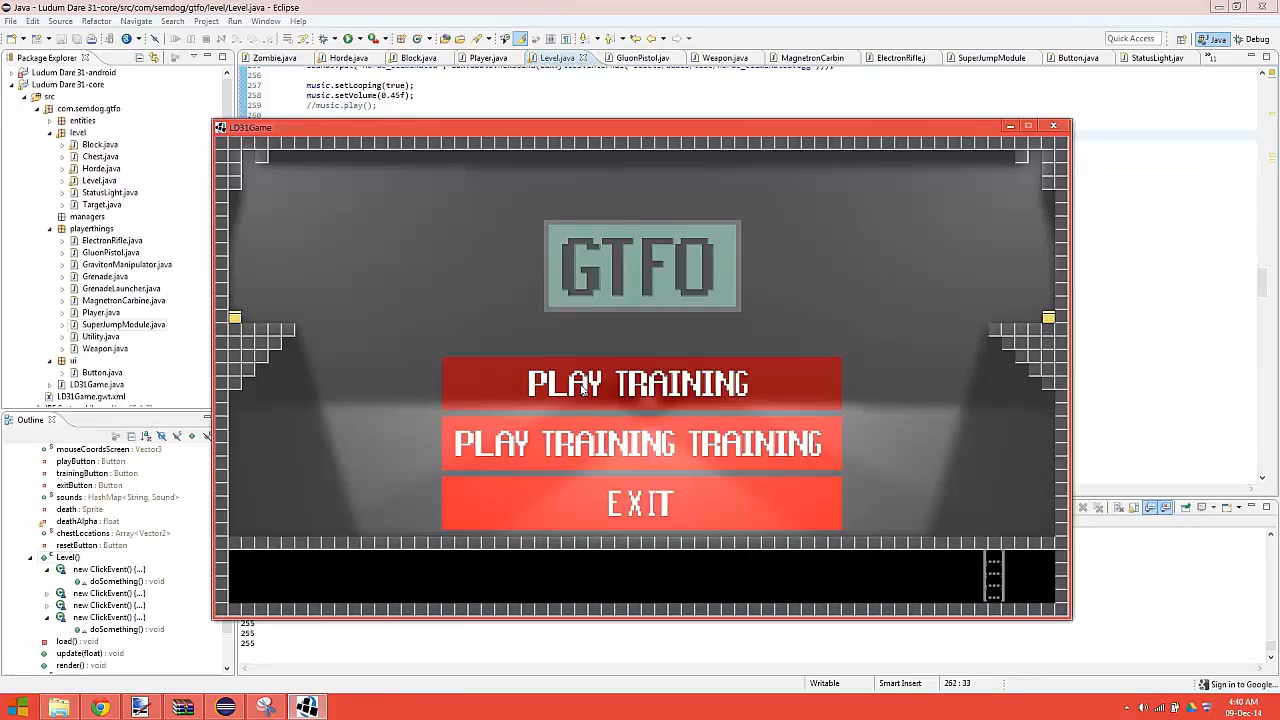 Java - Ludum Dare 31-core/src/com/semdog/gtfo/level/Level.java - Eclipse
File Edit Source Refactor Navigate Search Project Run Window Help
Quick Access
Java
Debug
Package Explorer
Zombie.java
Horde.java
Block.java
Player.java
Level.java
GluonPistol.java
Weapon.java
MagnetronCarbin
ElectronRifle.j
SuperJumpModule
Button.java
StatusLight.jav
Ludum Dare 31-android
Ludum Dare 31-core
src
com.semdog.gtfo
entities
level
Block.java
Chest.java
Horde.java
Level.java
StatusLight.java
Target.java
managers
playerthings
ElectronRifle.java
GluonPistol.java
GravitonManipulator.java
Grenade.java
GrenadeLauncher.java
MagnetronCarbine.java
Player.java
SuperJumpModule.java
Utility.java
Weapon.java
ui
Button.java
LD31Game.java
LD31Game.gwt.xml
256
257 music.setLooping(true);
258 music.setVolume(0.45f);
259 //music.play();
260
LD31Game
GTFO
PLAY TRAINING
PLAY TRAINING TRAINING
EXIT
Outline
mouseCoordsScreen : Vector3
playButton : Button
trainingButton : Button
exitButton : Button
sounds : HashMap<String, Sound>
death : Sprite
deathAlpha : float
chestLocations : Array<Vector2>
resetButton : Button
Level()
new ClickEvent() {...}
doSomething() : void
new ClickEvent() {...}
new ClickEvent() {...}
new ClickEvent() {...}
doSomething() : void
load() : void
update(float) : void
render() : void
255
255
255
Writable
Smart Insert
262 : 33
Sign in to Google...
4:40 AM
09-Dec-14